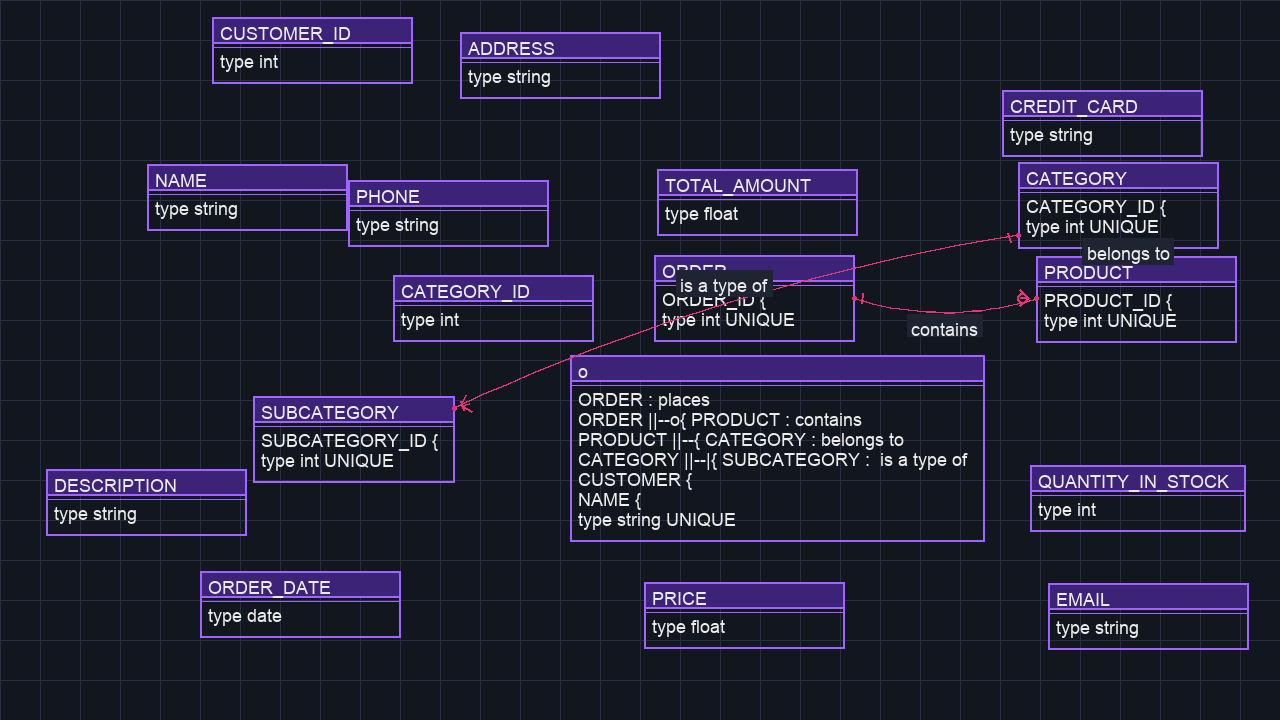 CUSTOMER_ID
type int
ADDRESS
type string
CREDIT_CARD
type string
NAME
type string
PHONE
type string
TOTAL_AMOUNT
type float
CATEGORY
CATEGORY_ID {
type int UNIQUE
belongs to
PRODUCT
PRODUCT_ID {
type int UNIQUE
ORDER
is a type of
ORDER_ID {
type int UNIQUE
CATEGORY_ID
type int
contains
o
ORDER : places
ORDER ||--o{ PRODUCT : contains
PRODUCT ||--{ CATEGORY : belongs to
CATEGORY ||--|{ SUBCATEGORY :  is a type of
CUSTOMER {
NAME {
type string UNIQUE
SUBCATEGORY
SUBCATEGORY_ID {
type int UNIQUE
DESCRIPTION
type string
QUANTITY_IN_STOCK
type int
ORDER_DATE
type date
PRICE
type float
EMAIL
type string